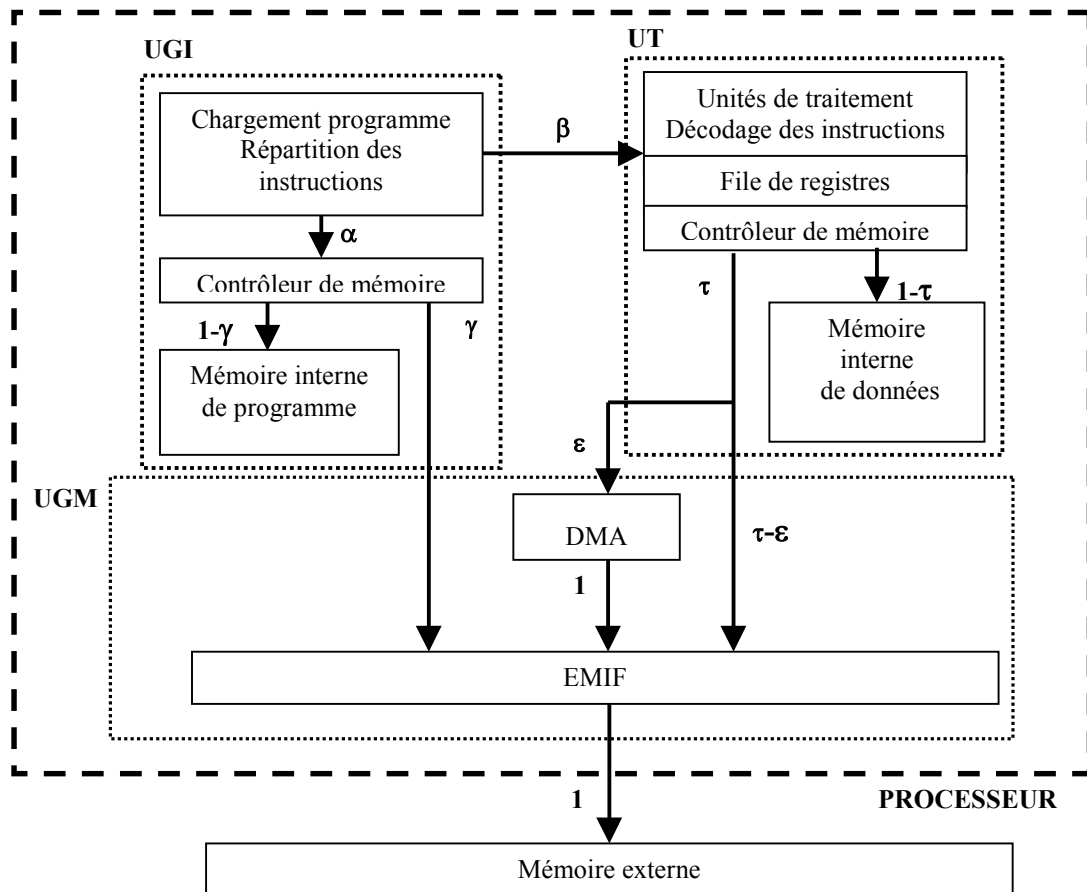 UGI
UT
Chargement programme
Répartition des
instructions
β
Unités de traitement
Décodage des instructions
File de registres
Contrôleur de mémoire
α
Contrôleur de mémoire
1-γ
γ
Mémoire interne
de programme
τ
1-τ
Mémoire
interne
de données
ε
UGM
DMA
τ-ε
1
EMIF
1
PROCESSEUR
Mémoire externe